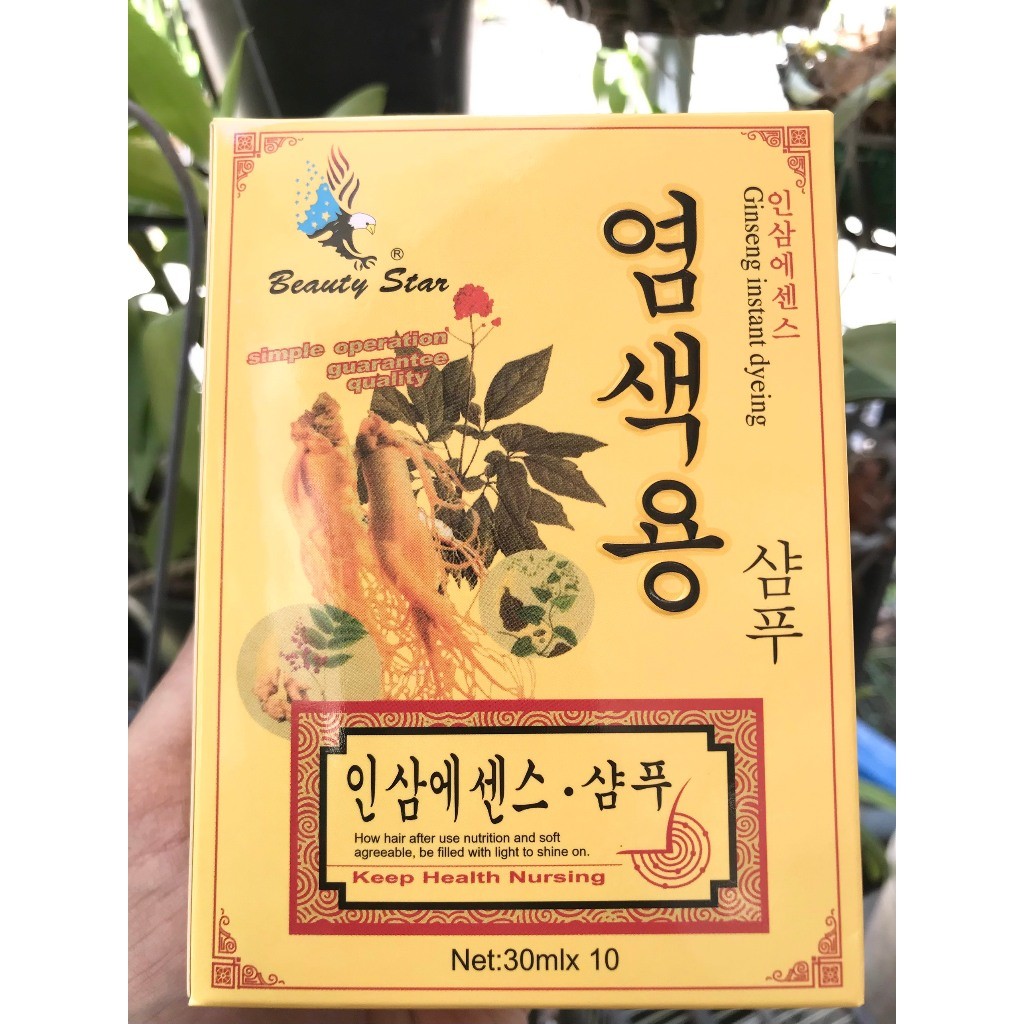 ®
Beauty Star
simple operation
guarantee
quality
염색용
인삼에센스
Ginseng instant dyeing
샴푸
인삼에센스·샴푸
How hair after use nutrition and soft
agreeable, be filled with light to shine on.
Keep Health Nursing
Net:30mlx 10